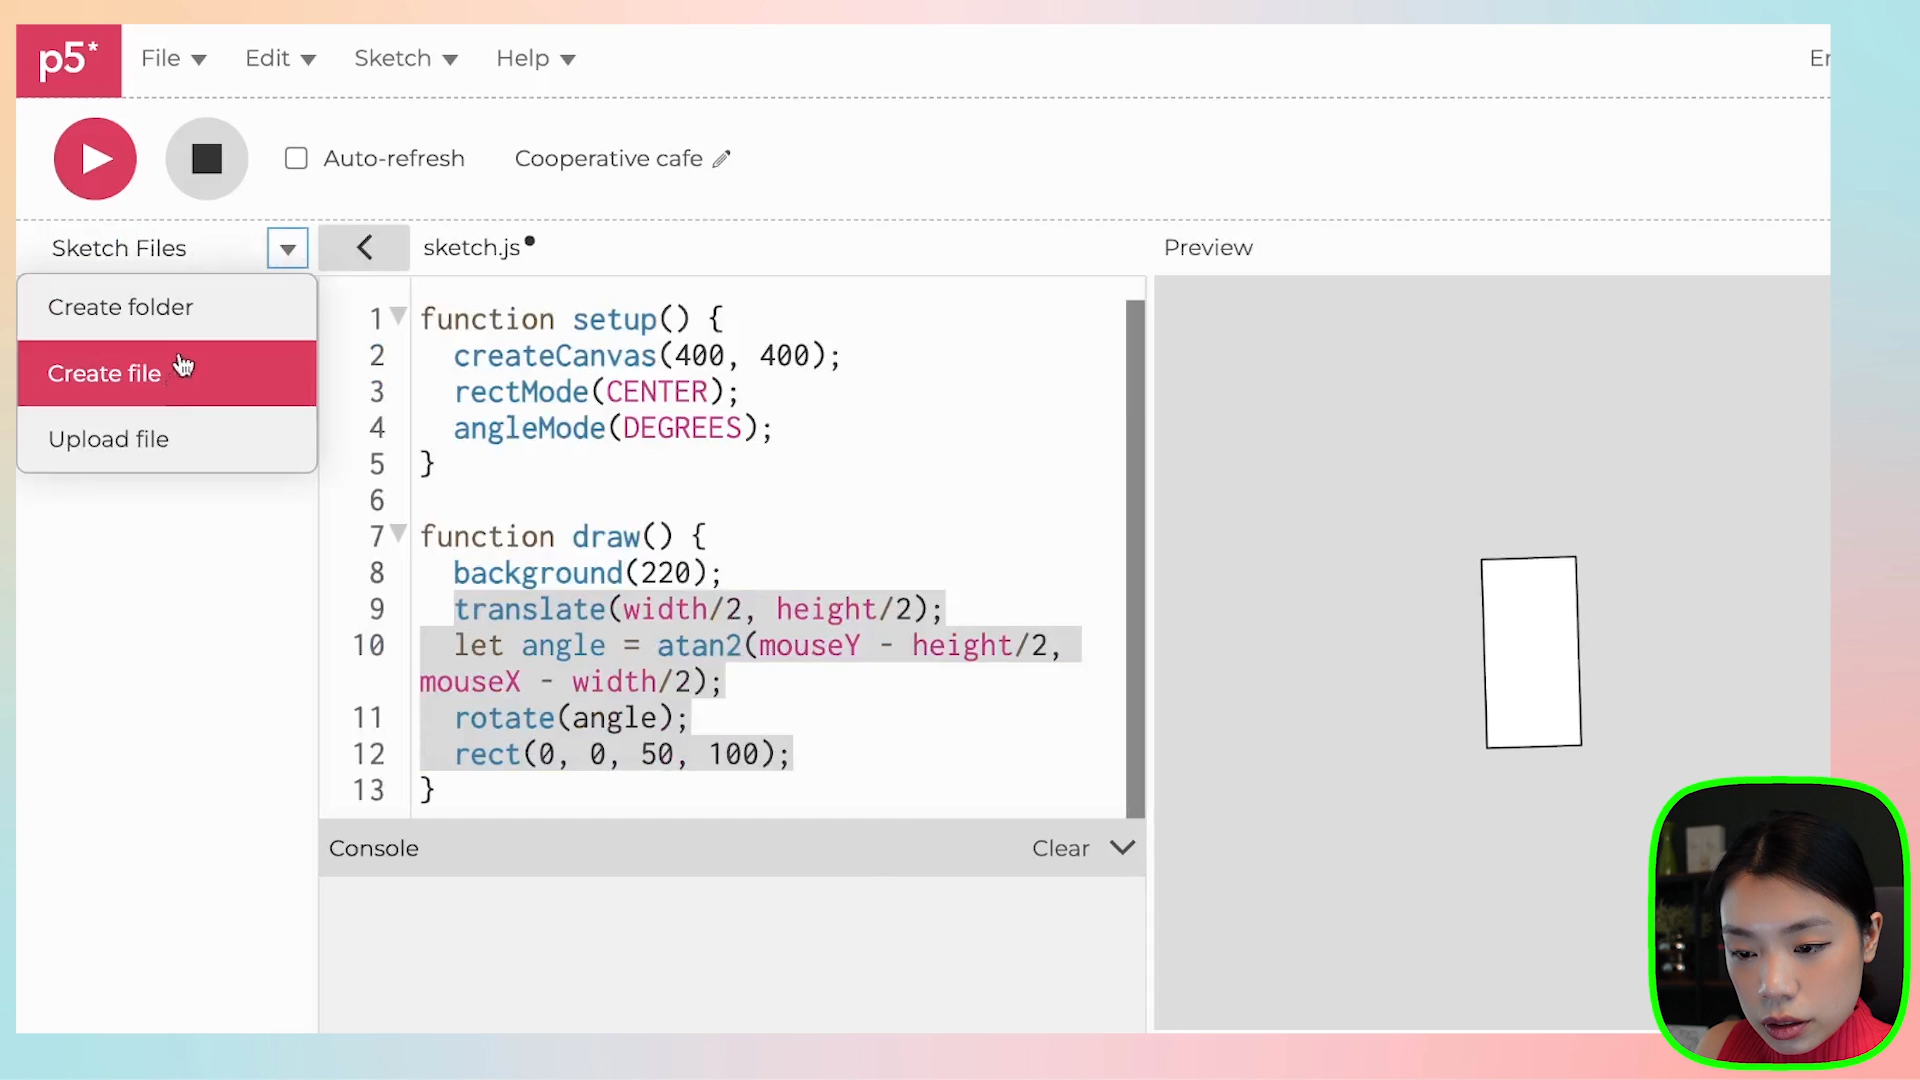 p5*
File
Edit
Sketch
Help
Auto-refresh
Cooperative cafe
Sketch Files
sketch.js
Preview
Create folder
Create file
Upload file
1 function setup() {
2 createCanvas(400, 400);
3 rectMode(CENTER);
4 angleMode(DEGREES);
5 }
6
7 function draw() {
8 background(220);
9 translate(width/2, height/2);
10 let angle = atan2(mouseY - height/2,
mouseX - width/2);
11 rotate(angle);
12 rect(0, 0, 50, 100);
13 }
Console
Clear